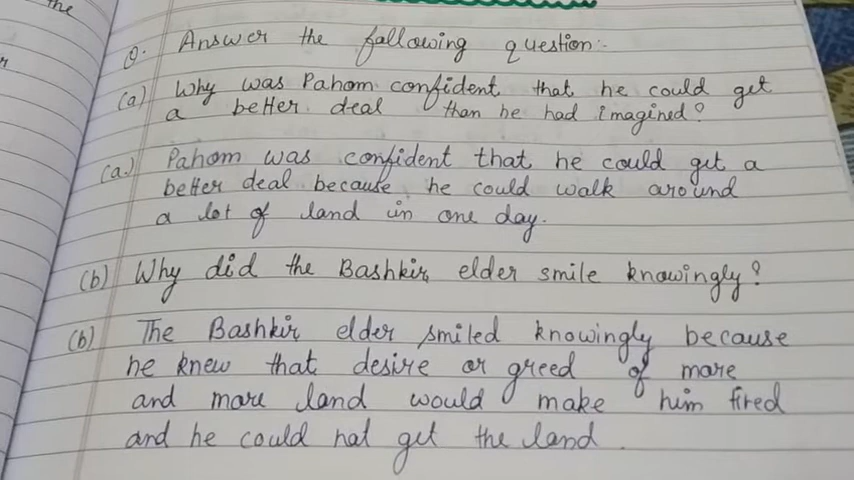 the
Q. Answer the following question:-
(a) Why was Pahom confident that he could get
a better deal than he had imagined?
(a.) Pahom was confident that he could get a
better deal because he could walk around
a lot of land in one day.
(b) Why did the Bashkir elder smile knowingly?
(b) The Bashkir elder smiled knowingly because
he knew that desire or greed of more
and more land would make him tired
and he could not get the land.